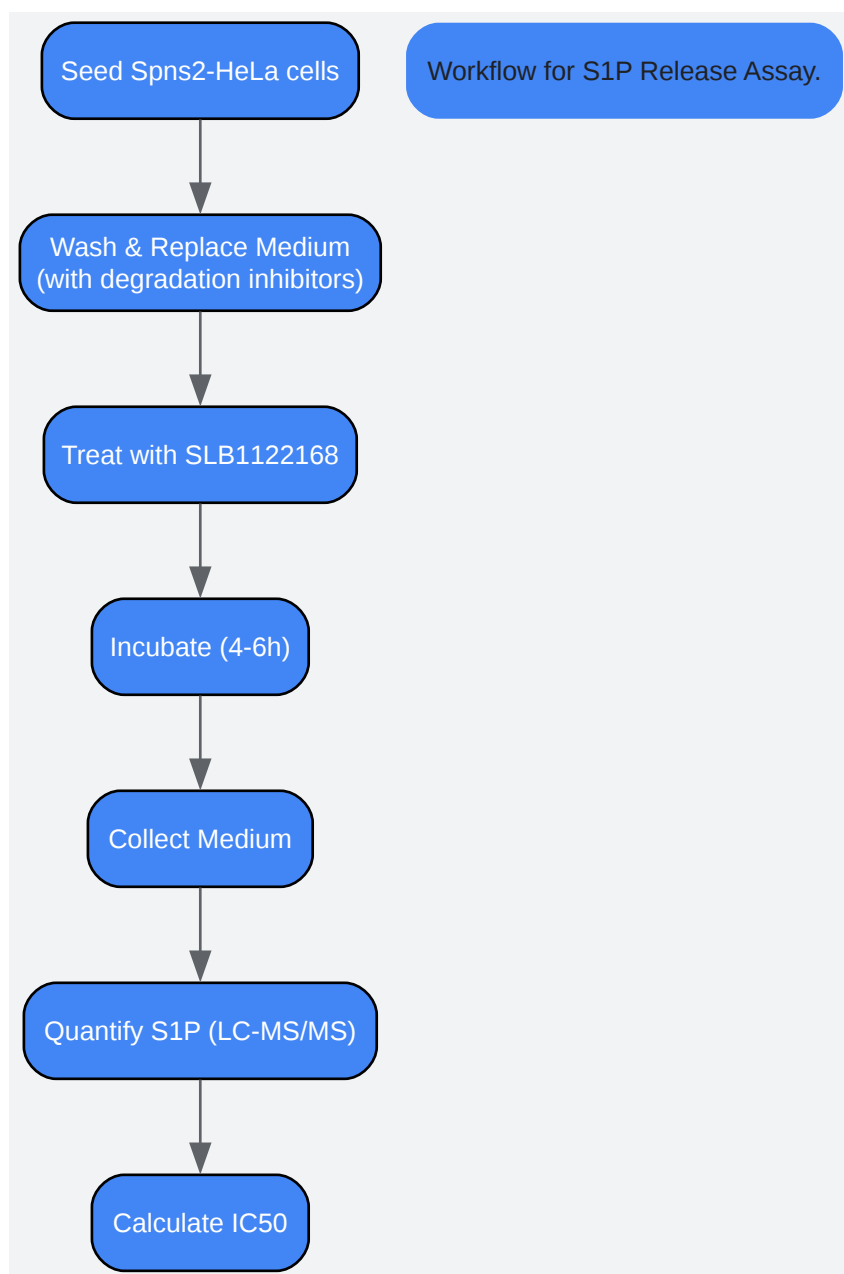 Seed Spns2-HeLa cells
Workflow for S1P Release Assay.
Wash & Replace Medium
(with degradation inhibitors)
Treat with SLB1122168
Incubate (4-6h)
Collect Medium
Quantify S1P (LC-MS/MS)
Calculate IC50